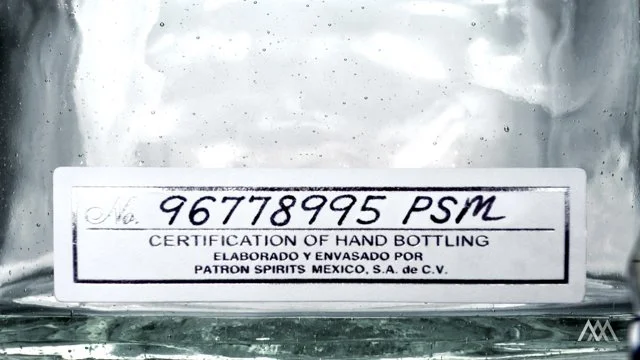 No. 96778995 PSM
CERTIFICATION OF HAND BOTTLING
ELABORADO Y ENVASADO POR
PATRON SPIRITS MEXICO, S.A. de C.V.